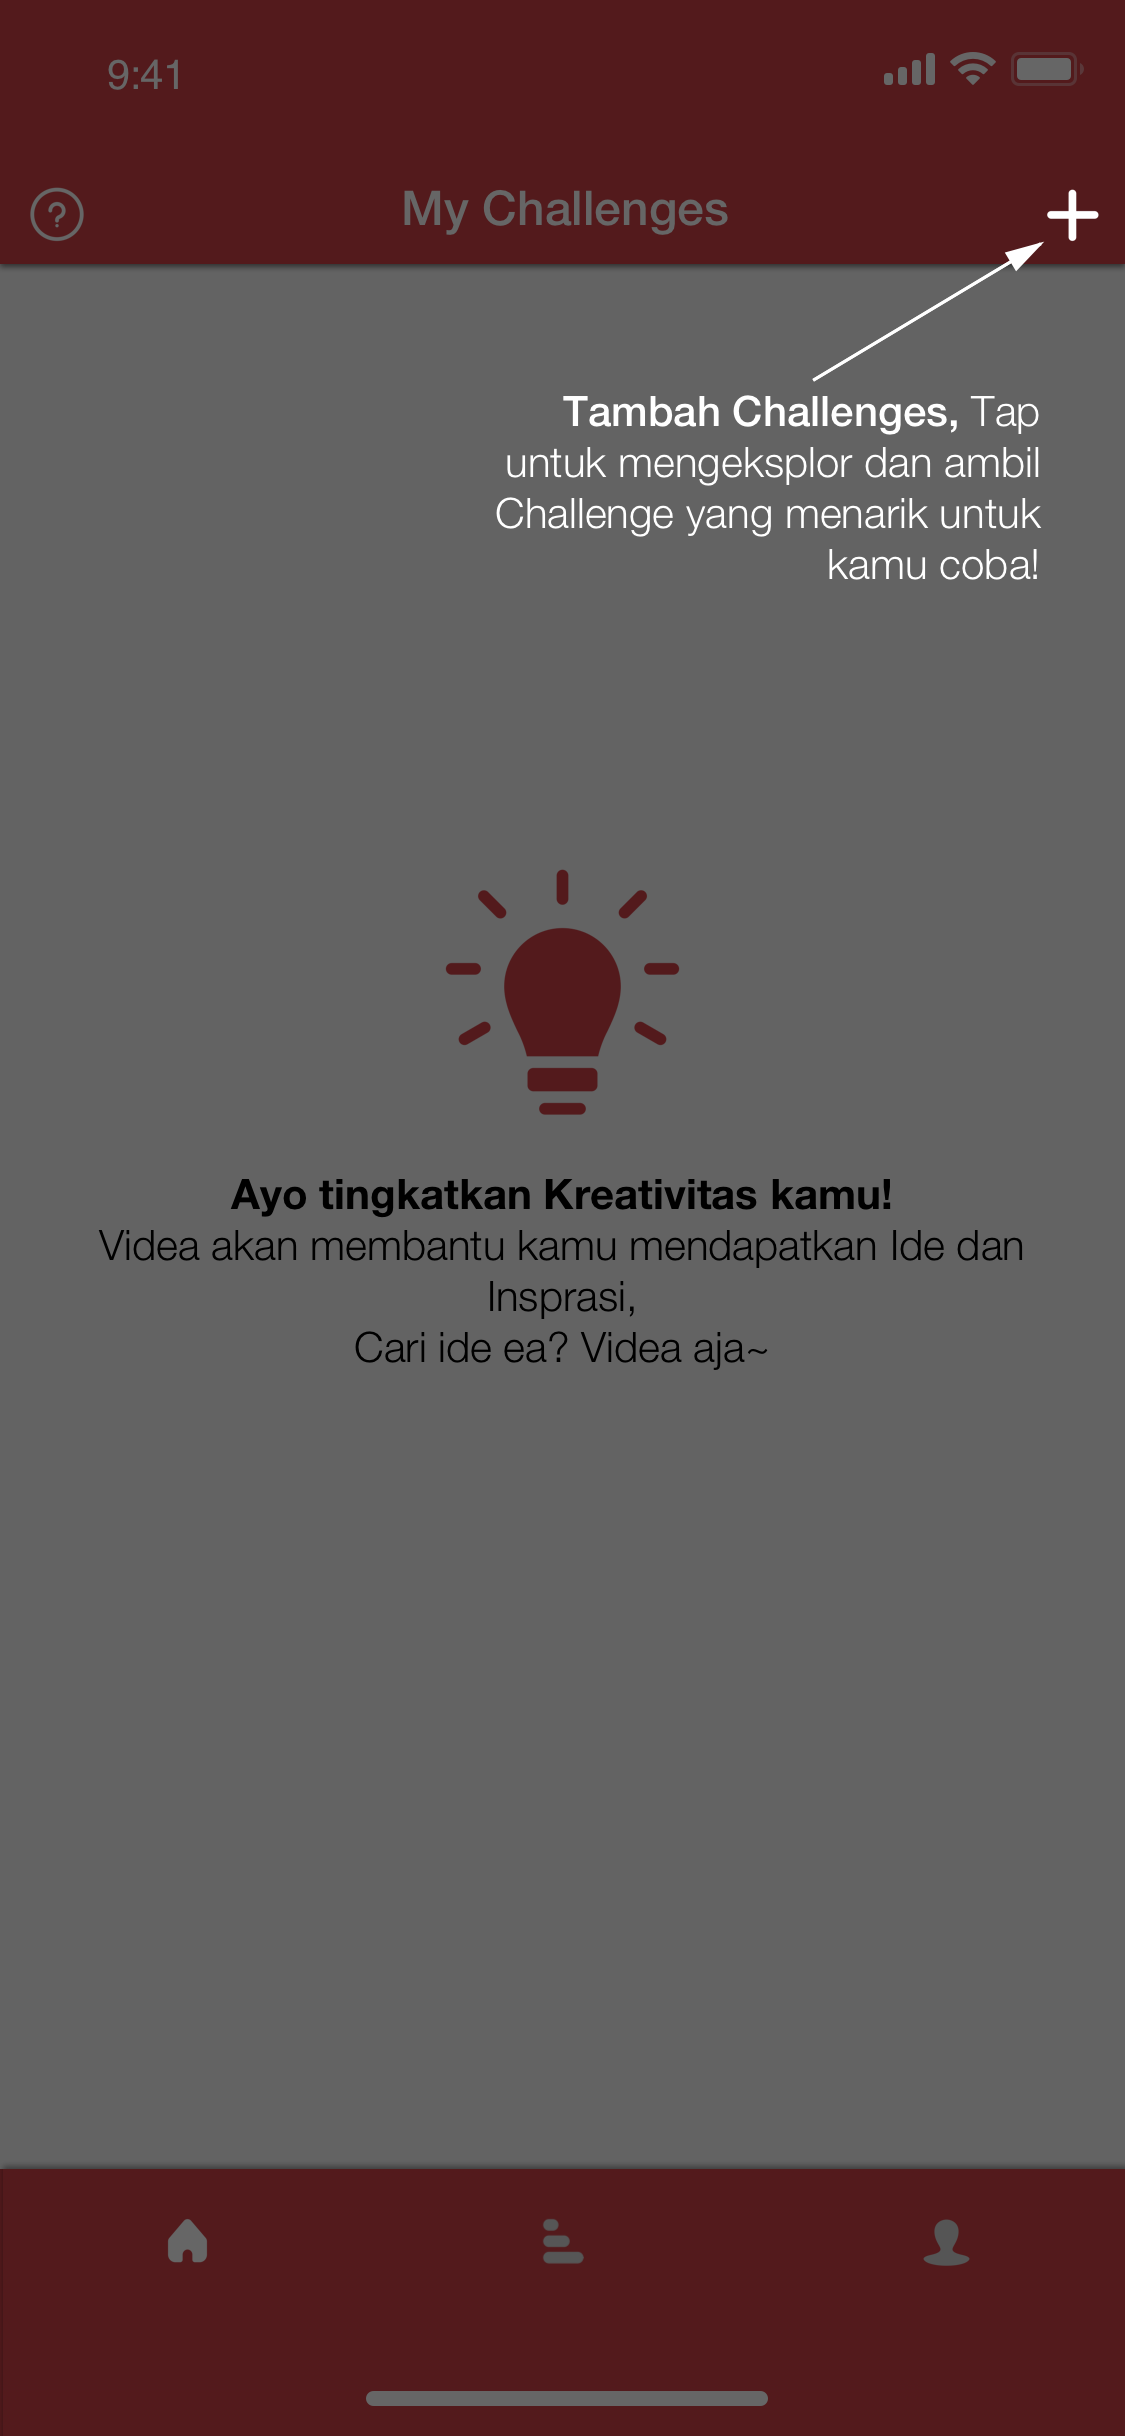 9:41
?
My Challenges
Tambah Challenges, Tap
untuk mengeksplor dan ambil
Challenge yang menarik untuk
kamu coba!
Ayo tingkatkan Kreativitas kamu!
Videa akan membantu kamu mendapatkan Ide dan
Insprasi,
Cari ide ea? Videa aja~